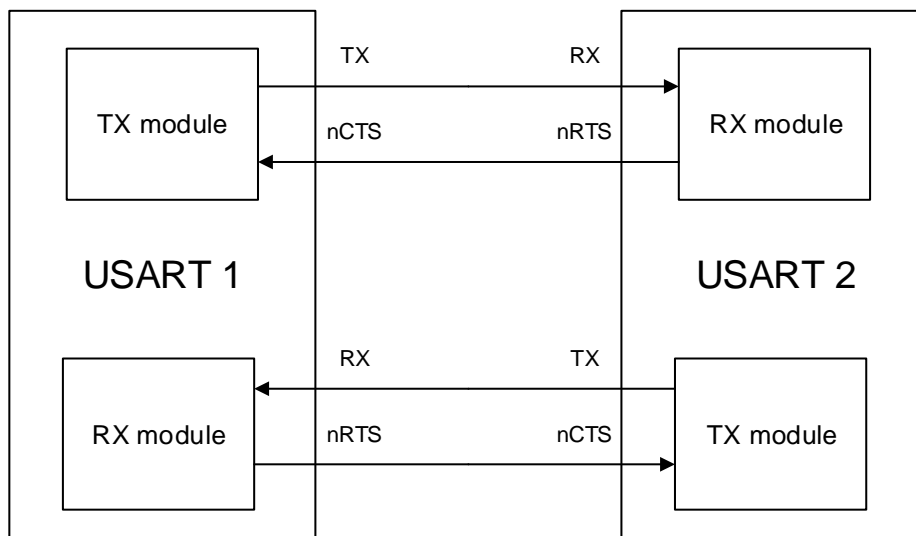 TX RX
TX module
nCTS nRTS
RX module
USART 1 USART 2
RX TX
RX module
nRTS nCTS
TX module